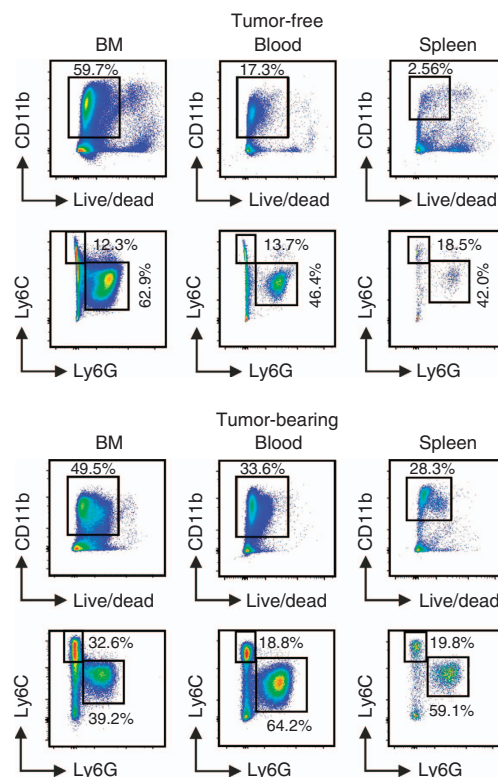 Tumor-free
BM Blood Spleen
59.7% 17.3% 2.56%
CD11b CD11b CD11b
Live/dead Live/dead Live/dead
12.3% 13.7% 18.5%
62.9% 46.4% 42.0%
Ly6C Ly6C Ly6C
Ly6G Ly6G Ly6G
Tumor-bearing
BM Blood Spleen
49.5% 33.6% 28.3%
CD11b CD11b CD11b
Live/dead Live/dead Live/dead
32.6% 18.8% 19.8%
Ly6C Ly6C Ly6C
39.2% 64.2% 59.1%
Ly6G Ly6G Ly6G